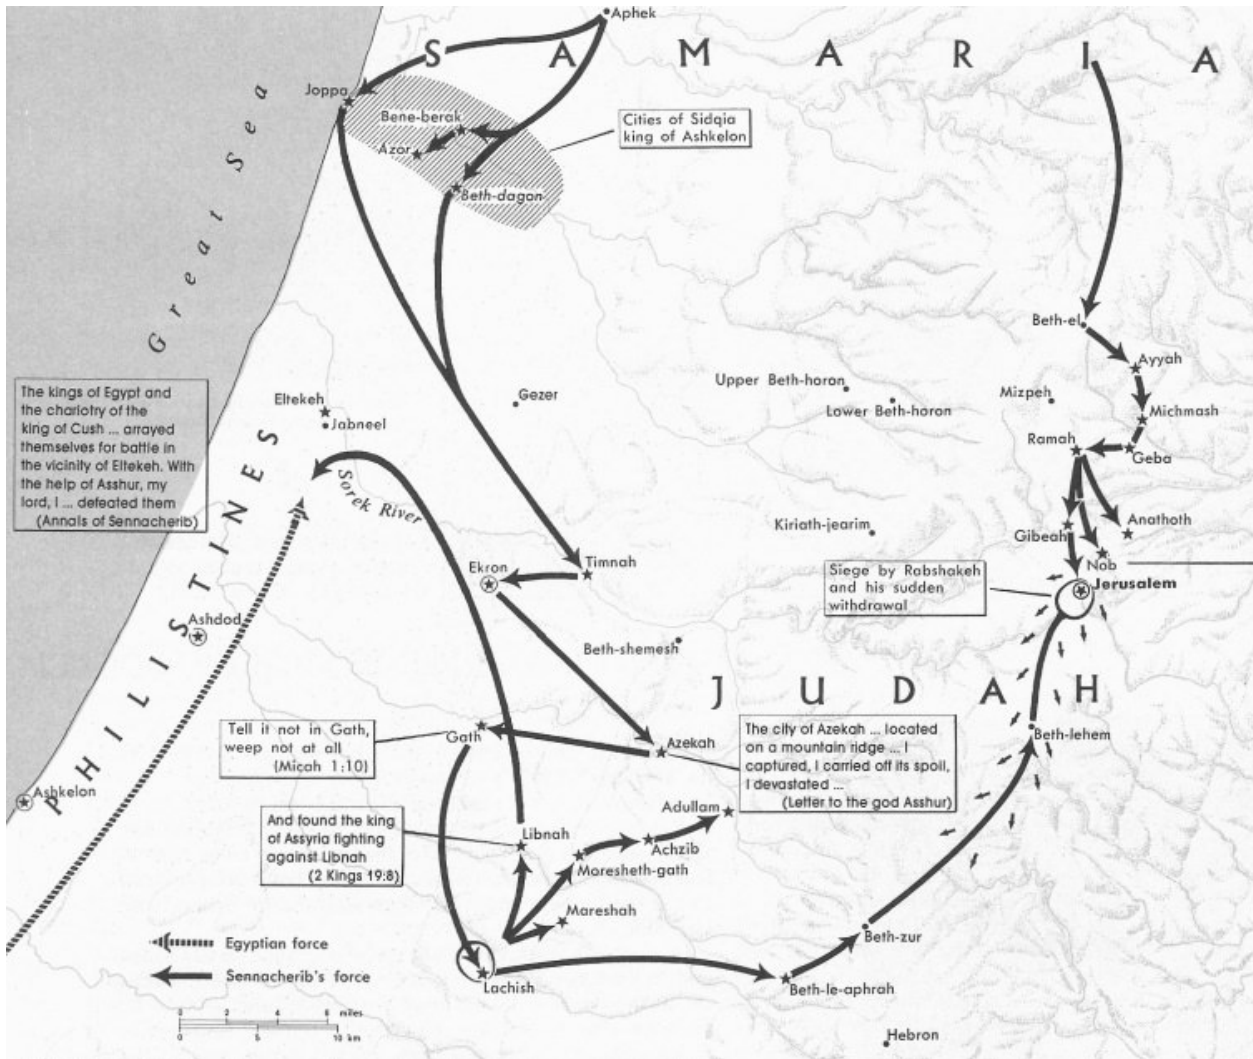 Aphek
S A M A R I A
Joppa
Bene-berak
Azor
Beth-dagon
Cities of Sidqia
king of Ashkelon
Great Sea
Beth-el
Ayyah
Mizpeh
Michmash
Ramah
Geba
Upper Beth-horon
Lower Beth-horon
Gezer
Eltekeh
Jabneel
The kings of Egypt and
the chariotry of the
king of Cush ... arrayed
themselves for battle in
the vicinity of Eltekeh. With
the help of Asshur, my
lord, I ... defeated them
(Annals of Sennacherib)
Sorek River
Kiriath-jearim
Gibeah
Anathoth
Nob
Jerusalem
Siege by Rabshakeh
and his sudden
withdrawal
Ekron
Timnah
Ashdod
Beth-shemesh
PHILISTINES
J U D A H
Tell it not in Gath,
weep not at all
(Micah 1:10)
Gath
Azekah
The city of Azekah ... located
on a mountain ridge ... I
captured, I carried off its spoil,
I devastated ...
(Letter to the god Asshur)
Beth-lehem
Ashkelon
And found the king
of Assyria fighting
against Libnah
(2 Kings 19:8)
Libnah
Adullam
Achzib
Moresheth-gath
Mareshah
Beth-zur
Lachish
Beth-le-aphrah
Hebron
Egyptian force
Sennacherib's force
0 2 4 6 miles
0 5 10 km